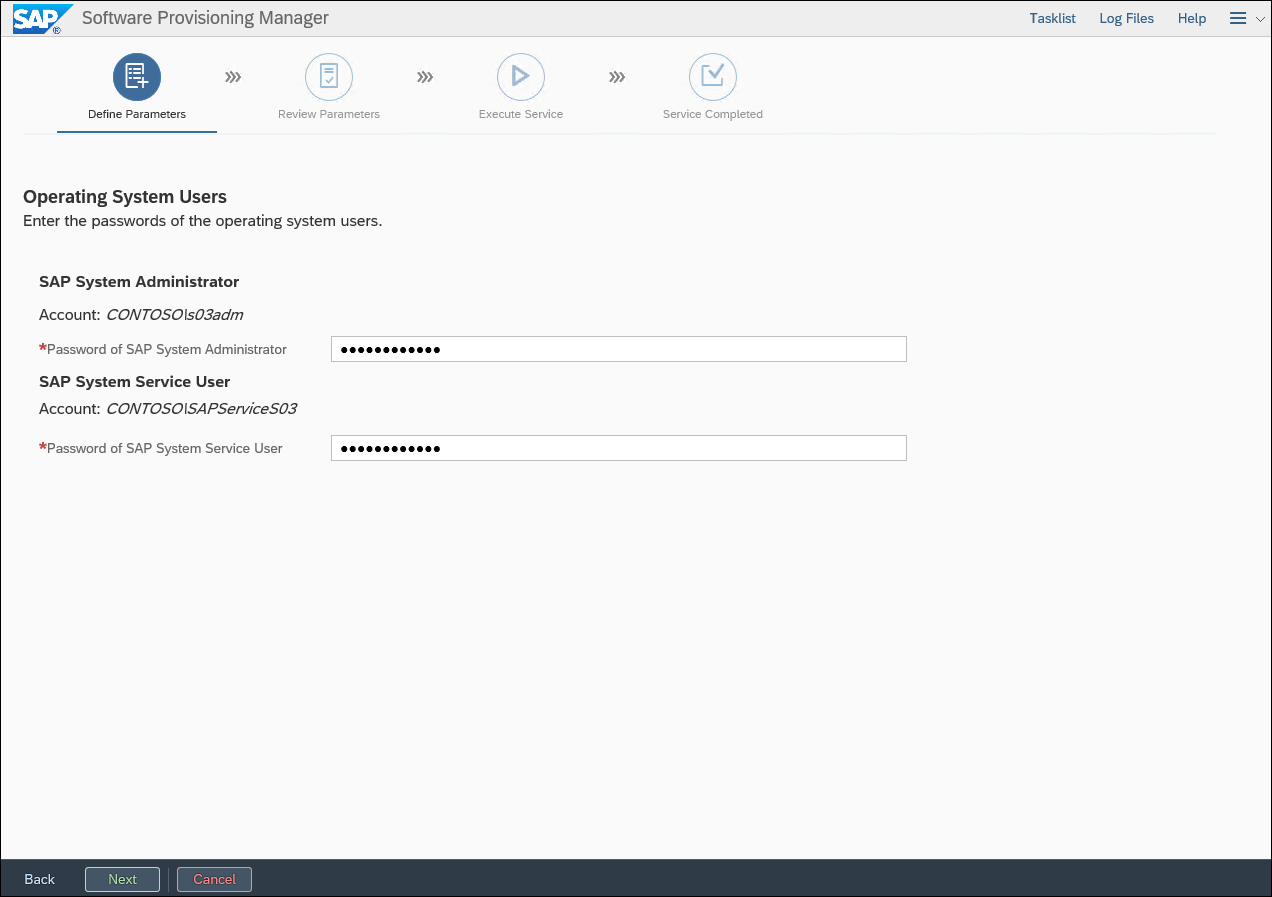 SAP® Software Provisioning Manager Tasklist Log Files Help
Define Parameters Review Parameters Execute Service Service Completed
Operating System Users
Enter the passwords of the operating system users.
SAP System Administrator
Account: CONTOSO\s03adm
*Password of SAP System Administrator ••••••••••••
SAP System Service User
Account: CONTOSO\SAPServiceS03
*Password of SAP System Service User ••••••••••••
Back Next Cancel